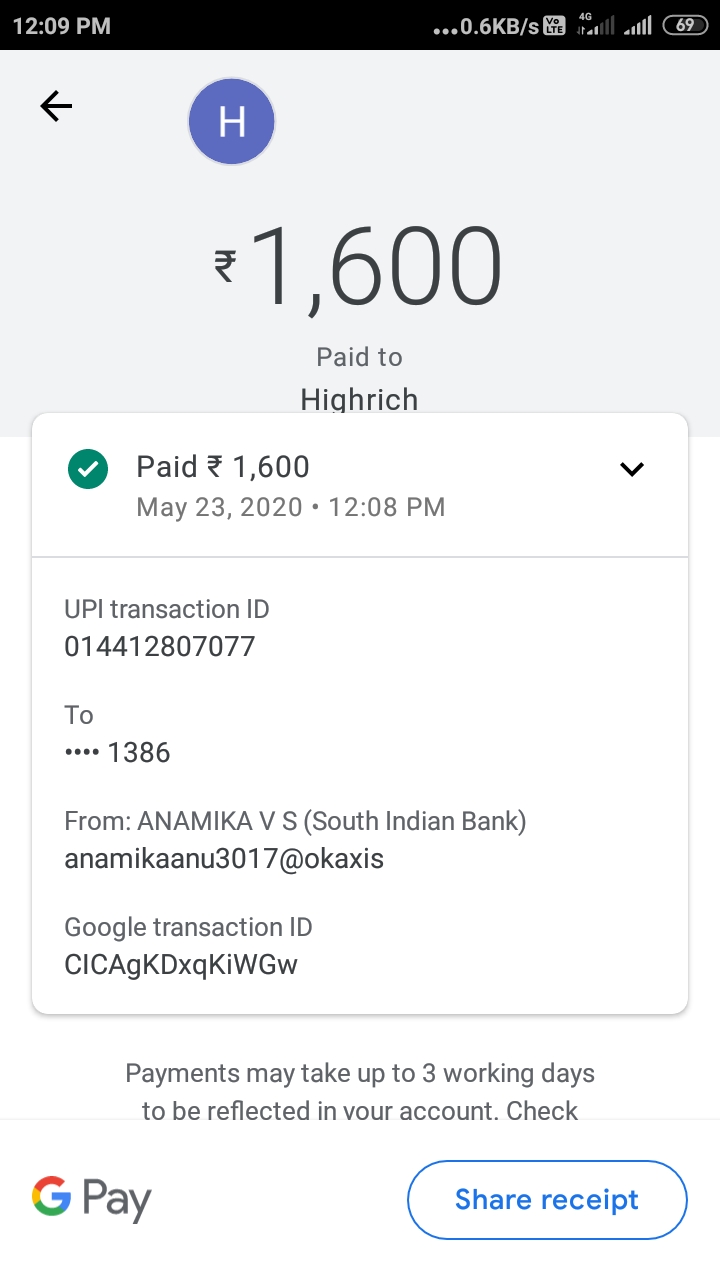 12:09 PM
...0.6KB/s Vo LTE 4G 69
H
₹1,600
Paid to
Highrich
Paid ₹ 1,600
May 23, 2020 • 12:08 PM
UPI transaction ID
014412807077
To
•••• 1386
From: ANAMIKA V S (South Indian Bank)
anamikaanu3017@okaxis
Google transaction ID
CICAgKDxqKiWGw
Payments may take up to 3 working days
to be reflected in your account. Check
G Pay
Share receipt